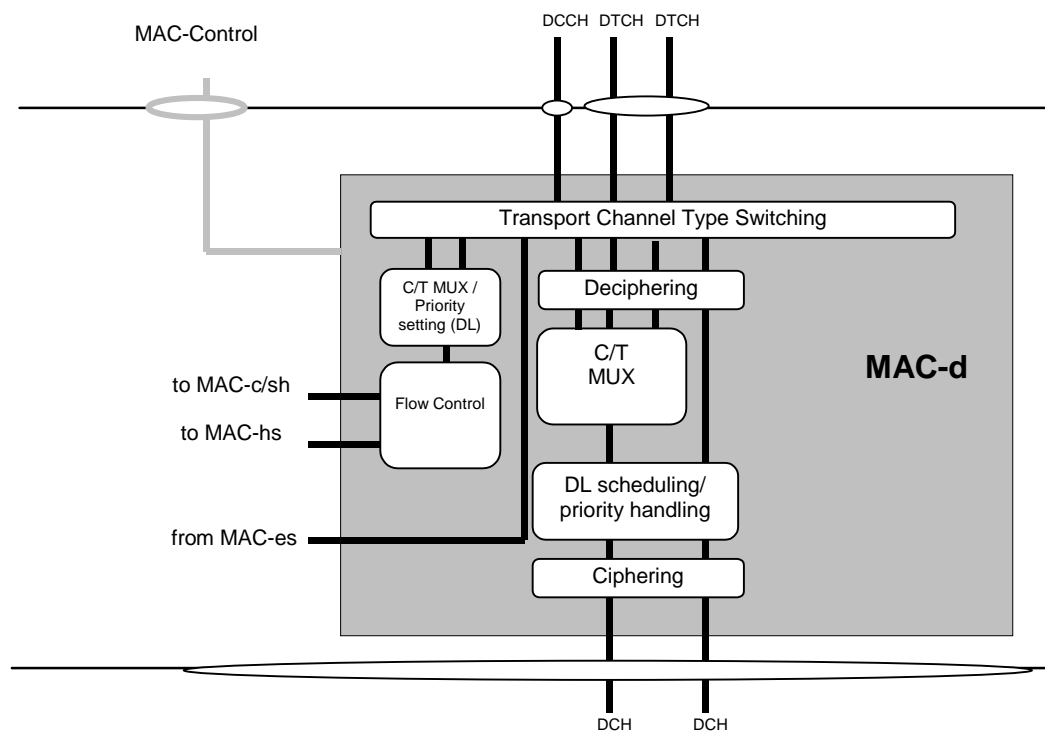 DCCH DTCH DTCH
MAC-Control
Transport Channel Type Switching
C/T MUX /
Priority
setting (DL)
Deciphering
C/T
MUX
MAC-d
to MAC-c/sh
Flow Control
to MAC-hs
DL scheduling/
priority handling
from MAC-es
Ciphering
DCH DCH